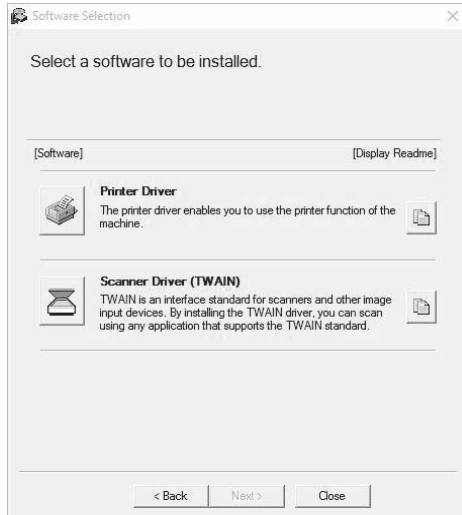 Software Selection
Select a software to be installed.
[Software] [Display Readme]
Printer Driver
The printer driver enables you to use the printer function of the
machine.
Scanner Driver (TWAIN)
TWAIN is an interface standard for scanners and other image
input devices. By installing the TWAIN driver, you can scan
using any application that supports the TWAIN standard.
< Back Next > Close